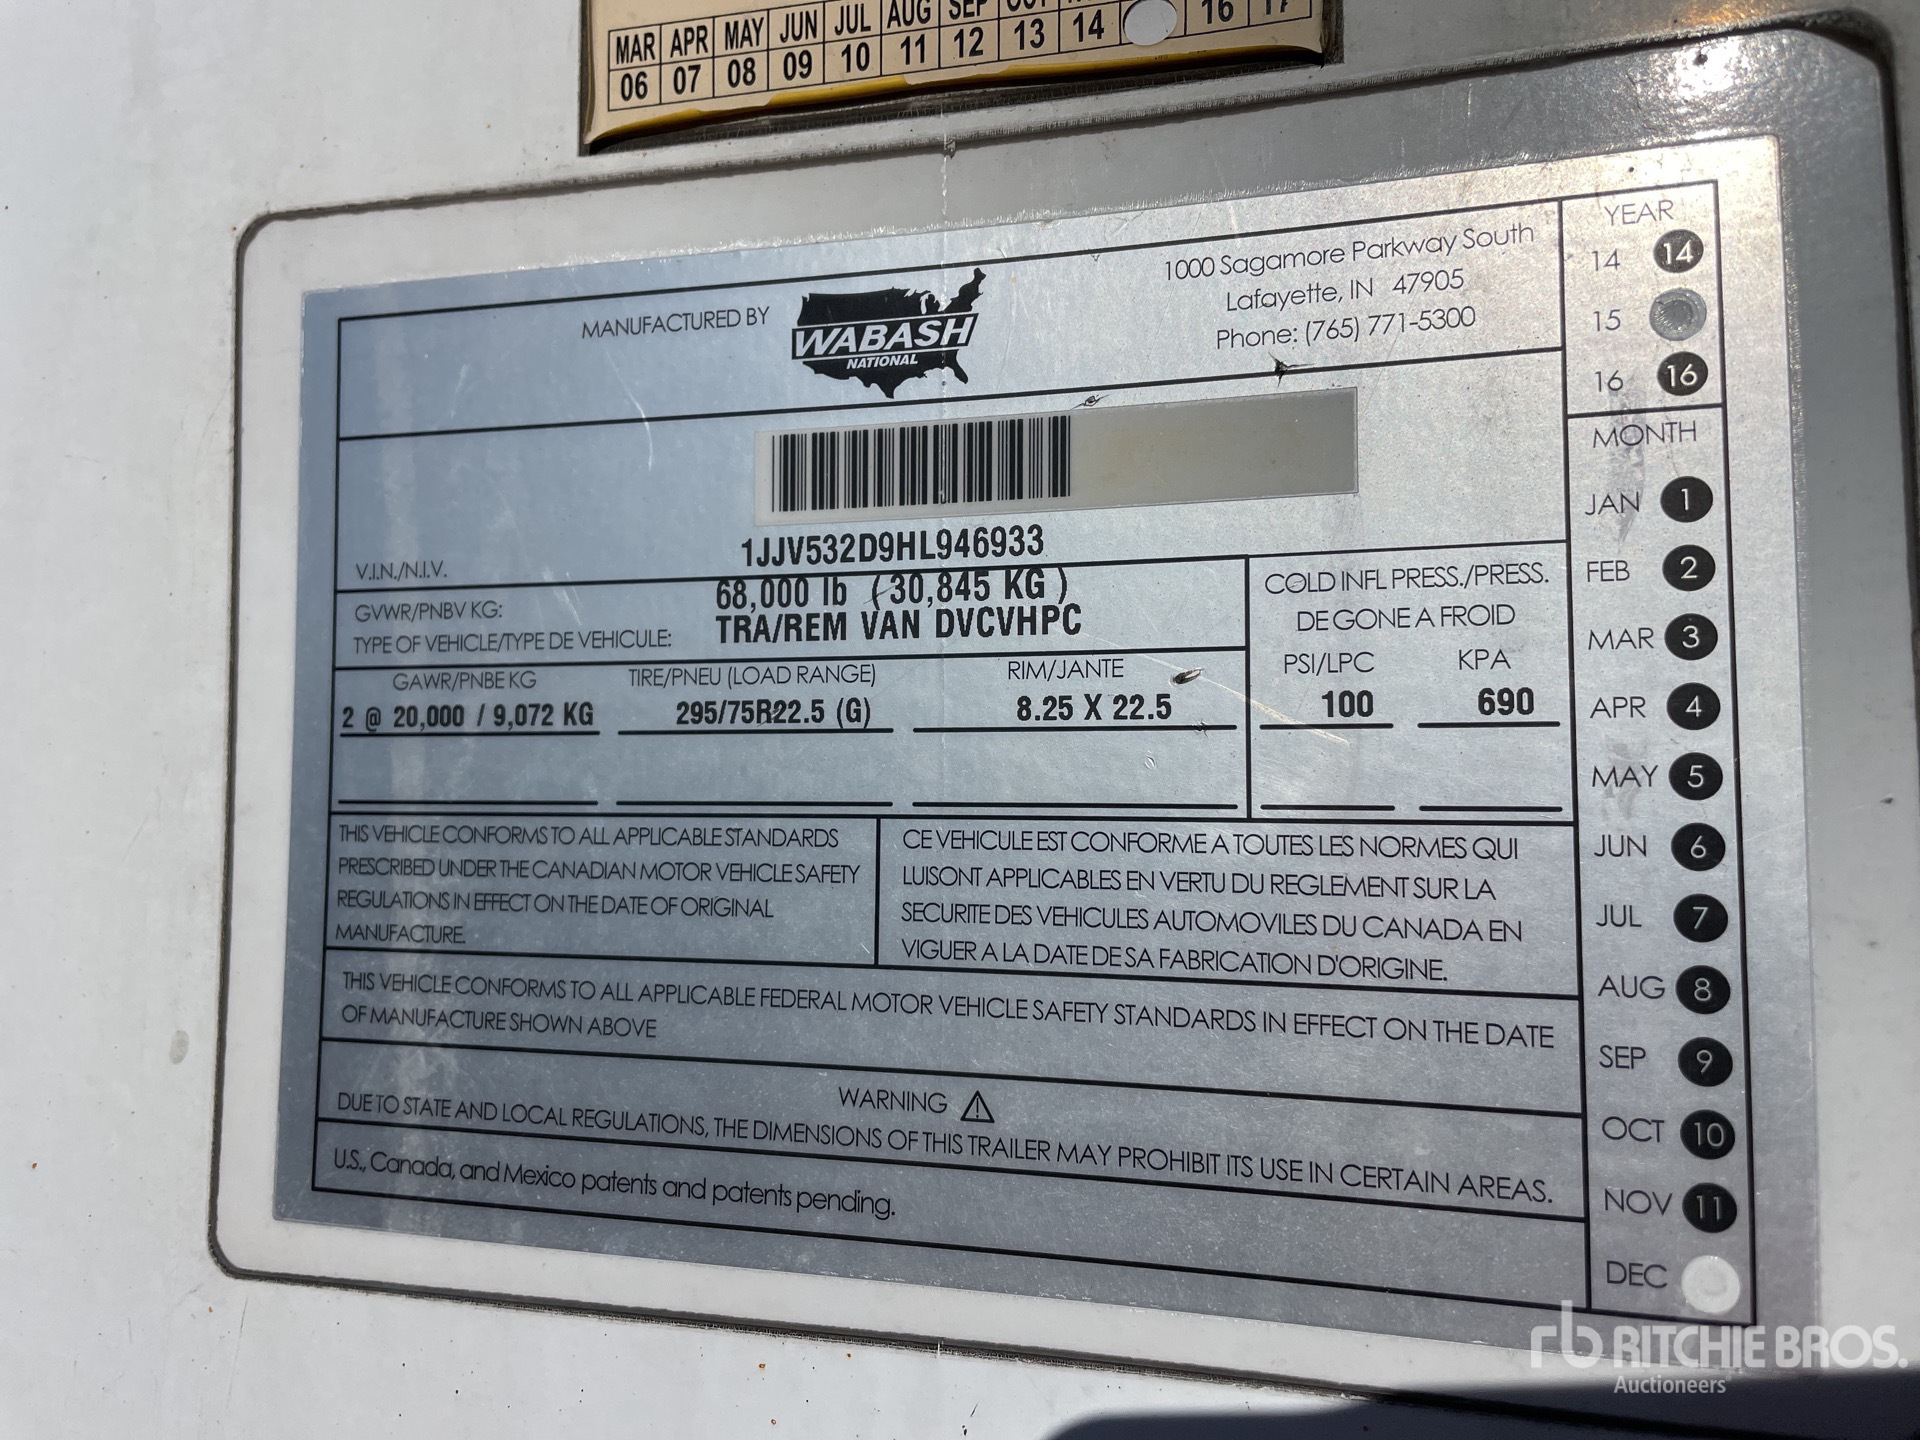 MAR APR MAY JUN JUL AUG SEP
06 07 08 09 10 11 12 13 14 16 17
MANUFACTURED BY
WABASH
NATIONAL
1000 Sagamore Parkway South
Lafayette, IN 47905
Phone: (765) 771-5300
V.I.N./N.I.V.
1JJV532D9HL946933
GVWR/PNBV KG:
68,000 lb (30,845 KG)
TYPE OF VEHICLE/TYPE DE VEHICULE:
TRA/REM VAN DVCVHPC
GAWR/PNBE KG TIRE/PNEU (LOAD RANGE) RIM/JANTE
2 @ 20,000 / 9,072 KG 295/75R22.5 (G) 8.25 X 22.5
COLD INFL PRESS./PRESS.
DE GONE A FROID
PSI/LPC KPA
100 690
THIS VEHICLE CONFORMS TO ALL APPLICABLE STANDARDS
PRESCRIBED UNDER THE CANADIAN MOTOR VEHICLE SAFETY
REGULATIONS IN EFFECT ON THE DATE OF ORIGINAL
MANUFACTURE.
CE VEHICULE EST CONFORME A TOUTES LES NORMES QUI
LUISONT APPLICABLES EN VERTU DU REGLEMENT SUR LA
SECURITE DES VEHICULES AUTOMOVILES DU CANADA EN
VIGUER A LA DATE DE SA FABRICATION D'ORIGINE.
THIS VEHICLE CONFORMS TO ALL APPLICABLE FEDERAL MOTOR VEHICLE SAFETY STANDARDS IN EFFECT ON THE DATE
OF MANUFACTURE SHOWN ABOVE
WARNING
DUE TO STATE AND LOCAL REGULATIONS, THE DIMENSIONS OF THIS TRAILER MAY PROHIBIT ITS USE IN CERTAIN AREAS.
U.S., Canada, and Mexico patents and patents pending.
YEAR
14 14
15
16 16
MONTH
JAN 1
FEB 2
MAR 3
APR 4
MAY 5
JUN 6
JUL 7
AUG 8
SEP 9
OCT 10
NOV 11
DEC
rb RITCHIE BROS.
Auctioneers